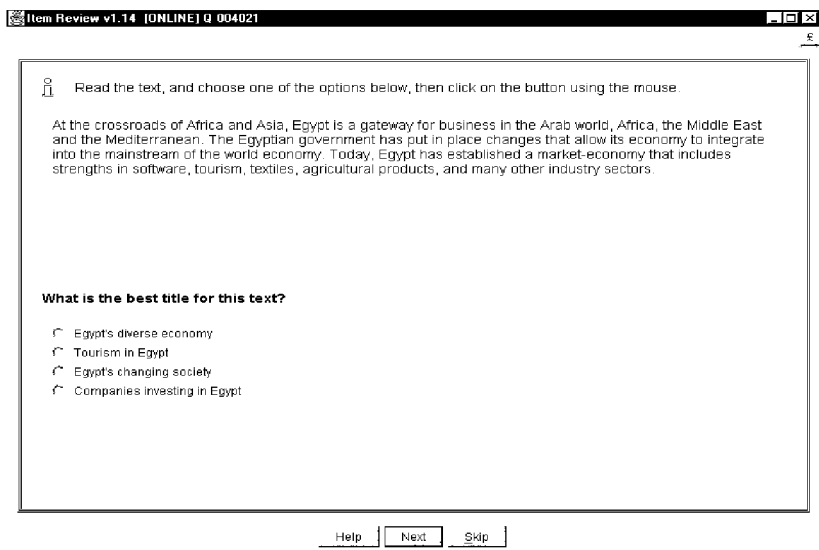 Item Review v1.14 [ONLINE] Q 004021
£
Read the text, and choose one of the options below, then click on the button using the mouse.
At the crossroads of Africa and Asia, Egypt is a gateway for business in the Arab world, Africa, the Middle East
and the Mediterranean. The Egyptian government has put in place changes that allow its economy to integrate
into the mainstream of the world economy. Today, Egypt has established a market-economy that includes
strengths in software, tourism, textiles, agricultural products, and many other industry sectors.
What is the best title for this text?
Egypt's diverse economy
Tourism in Egypt
Egypt's changing society
Companies investing in Egypt
Help Next Skip